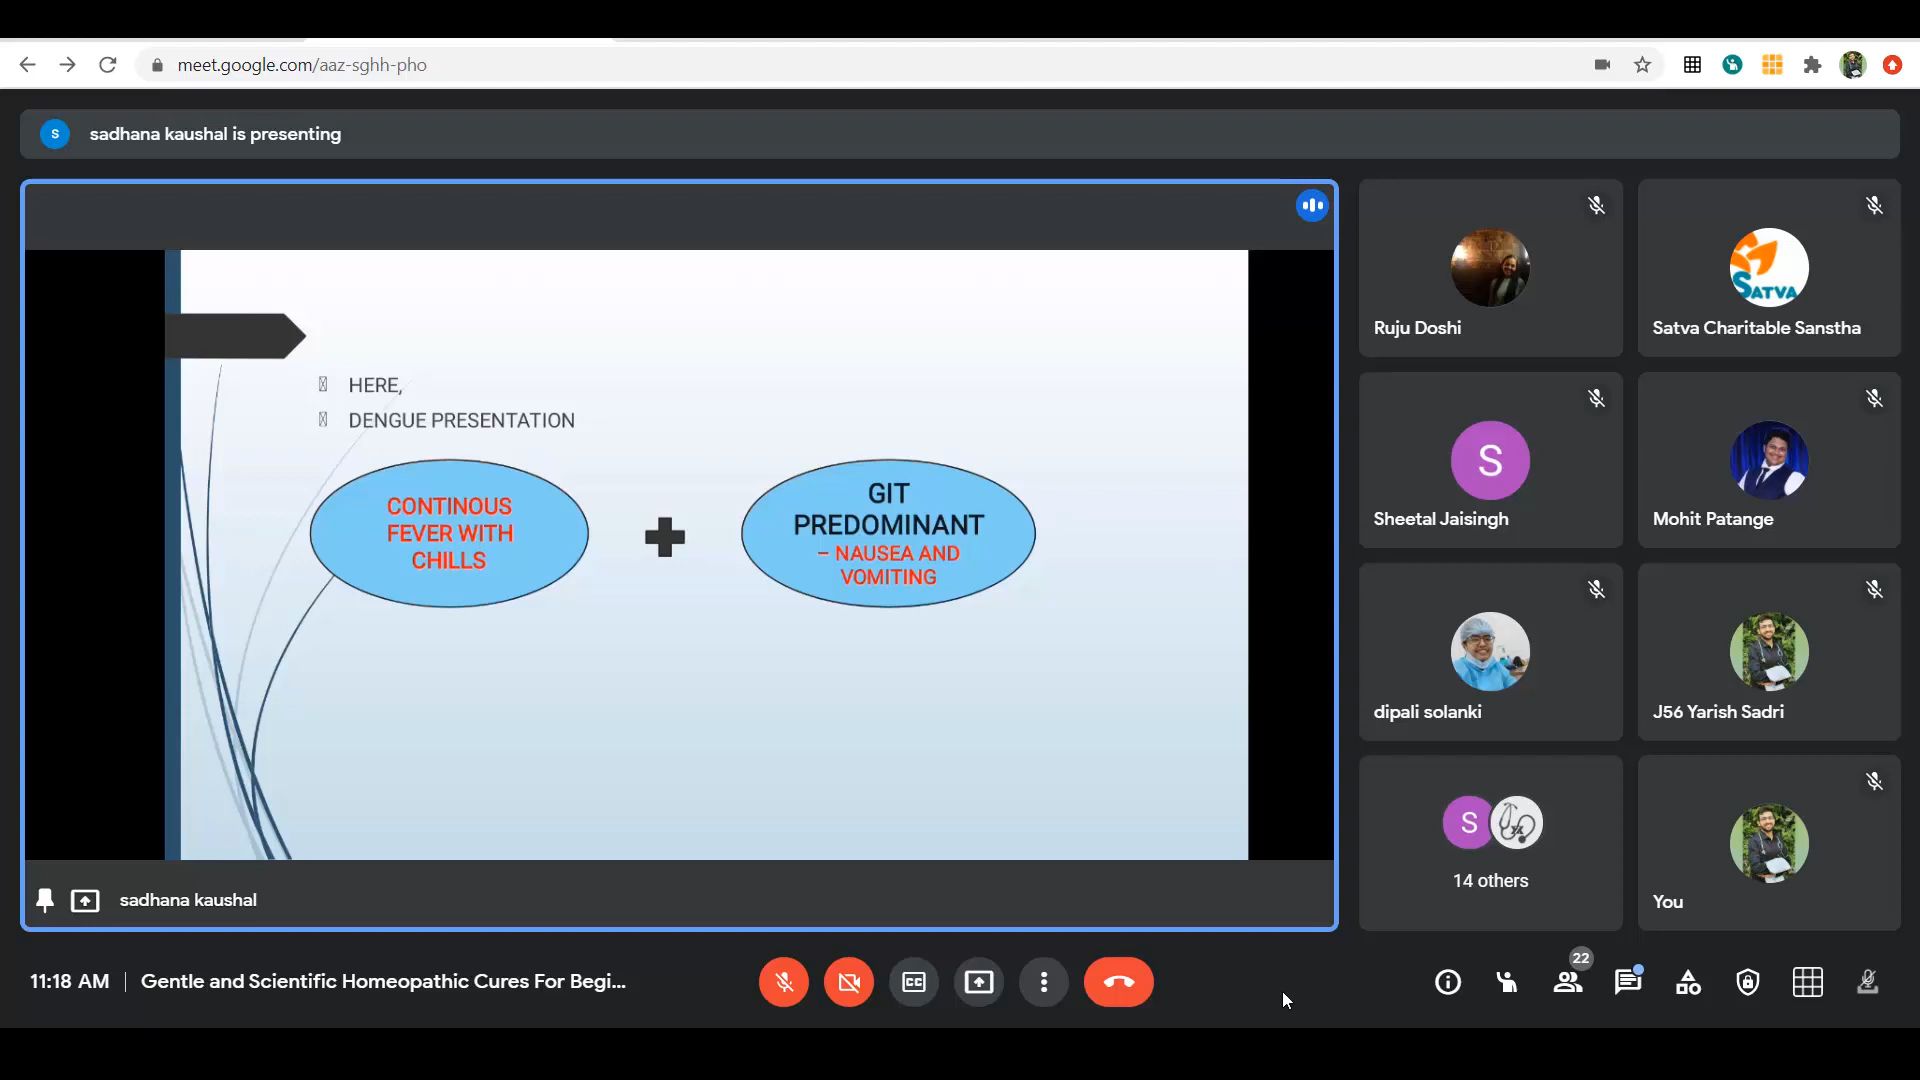 meet.google.com/aaz-sghh-pho
S
sadhana kaushal is presenting
HERE,
DENGUE PRESENTATION
CONTINOUS
FEVER WITH
CHILLS
GIT
PREDOMINANT
– NAUSEA AND
VOMITING
sadhana kaushal
Ruju Doshi
SATVA
Satva Charitable Sanstha
S
Sheetal Jaisingh
Mohit Patange
dipali solanki
J56 Yarish Sadri
S
14 others
You
11:18 AM
Gentle and Scientific Homeopathic Cures For Begi...
CC
22